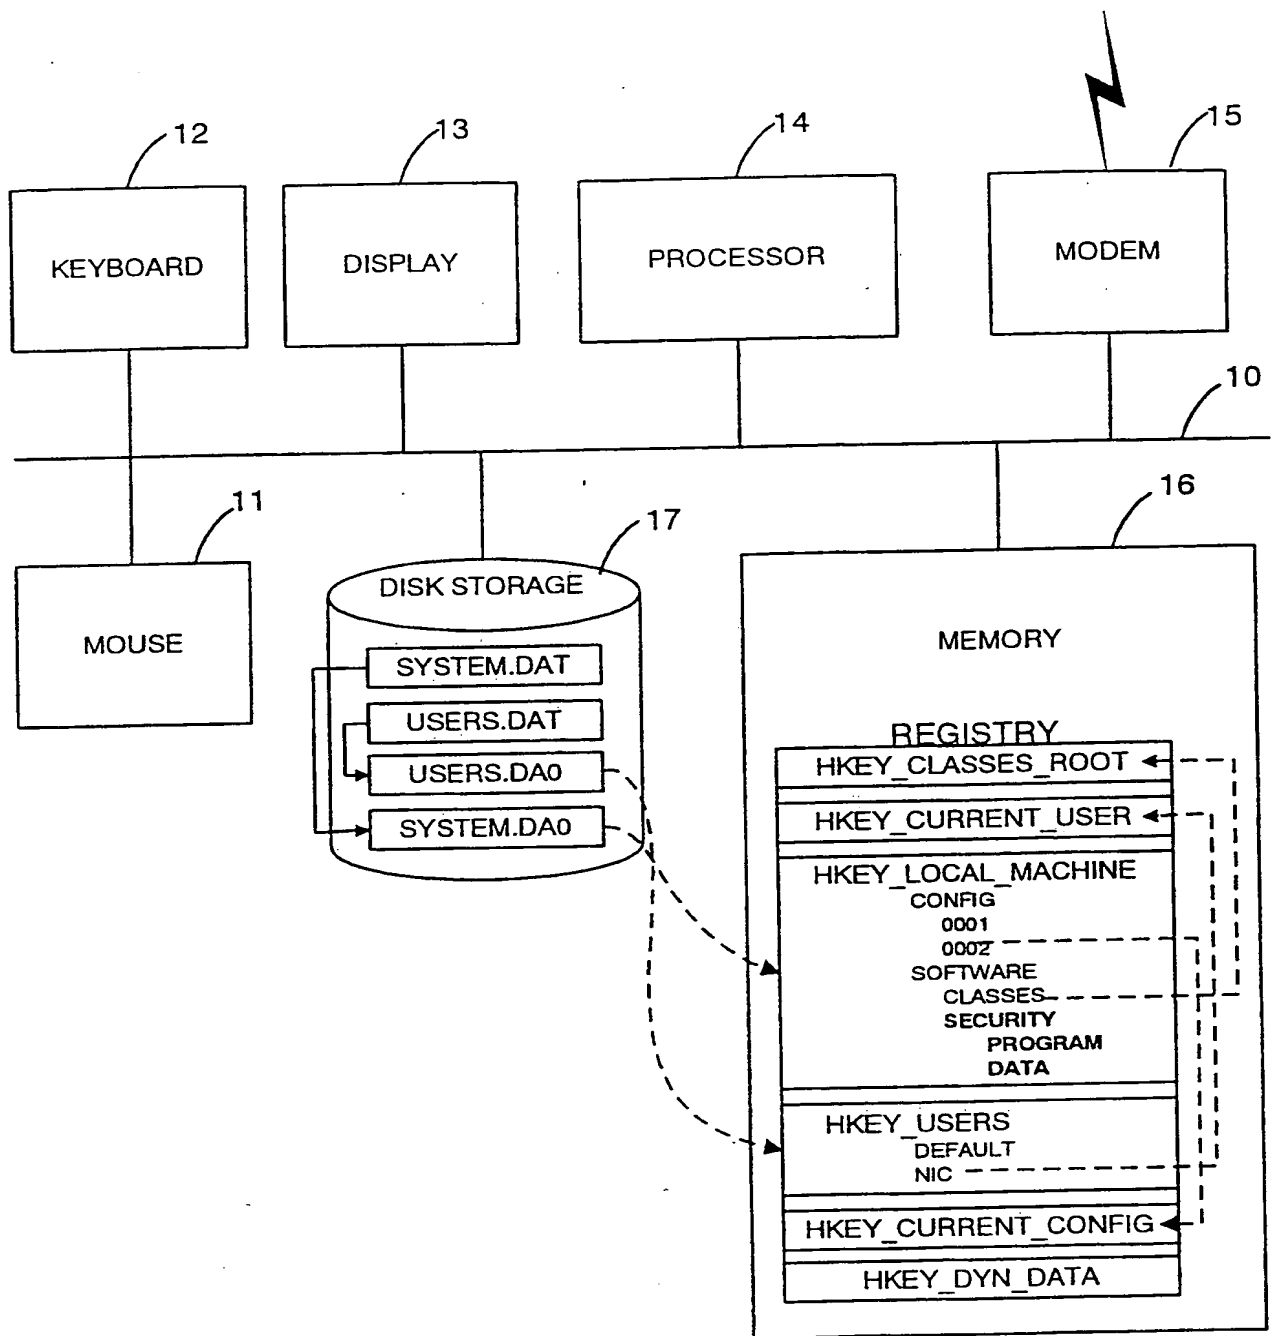 12
13
14
15
KEYBOARD
DISPLAY
PROCESSOR
MODEM
10
11
17
16
MOUSE
DISK STORAGE
SYSTEM.DAT
USERS.DAT
USERS.DA0
SYSTEM.DA0
MEMORY
REGISTRY
HKEY_CLASSES_ROOT
HKEY_CURRENT_USER
HKEY_LOCAL_MACHINE
CONFIG
0001
0002
SOFTWARE
CLASSES
SECURITY
PROGRAM
DATA
HKEY_USERS
DEFAULT
NIC
HKEY_CURRENT_CONFIG
HKEY_DYN_DATA